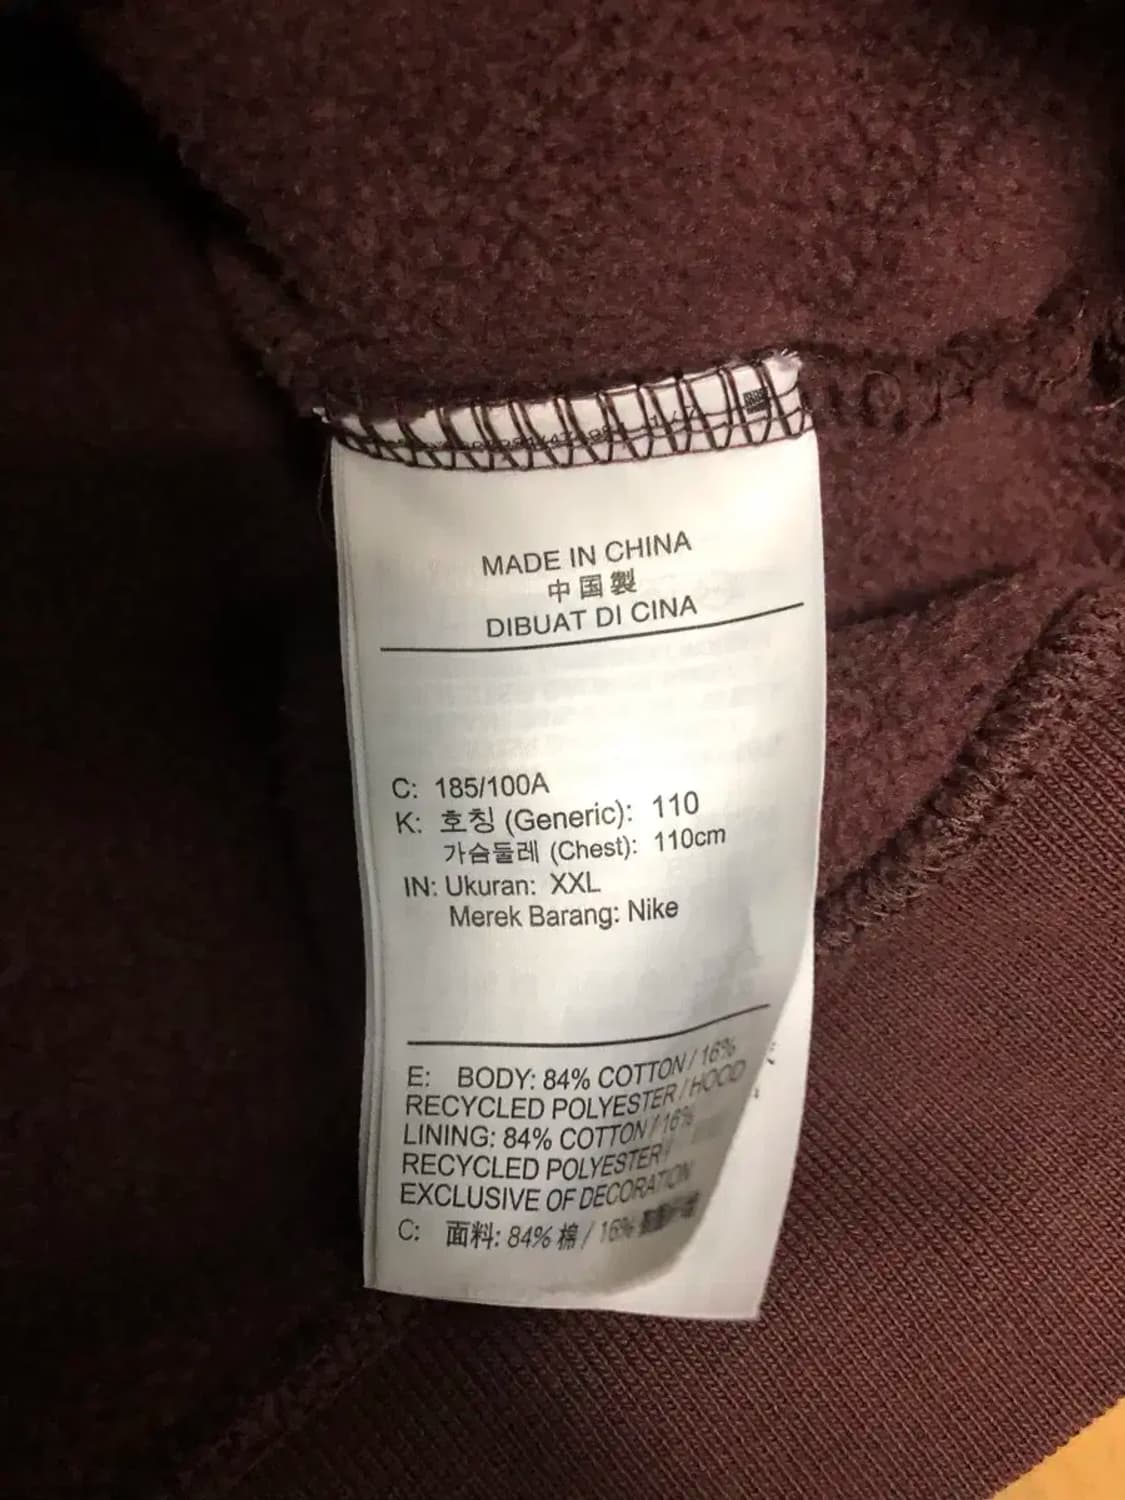 MADE IN CHINA
中国製
DIBUAT DI CINA
C: 185/100A
K: 호칭 (Generic): 110
가슴둘레 (Chest): 110cm
IN: Ukuran: XXL
Merek Barang: Nike
E: BODY: 84% COTTON / 16%
RECYCLED POLYESTER / HOOD
LINING: 84% COTTON / 16%
RECYCLED POLYESTER /
EXCLUSIVE OF DECORATION
C: 面料: 84% 棉 / 16%